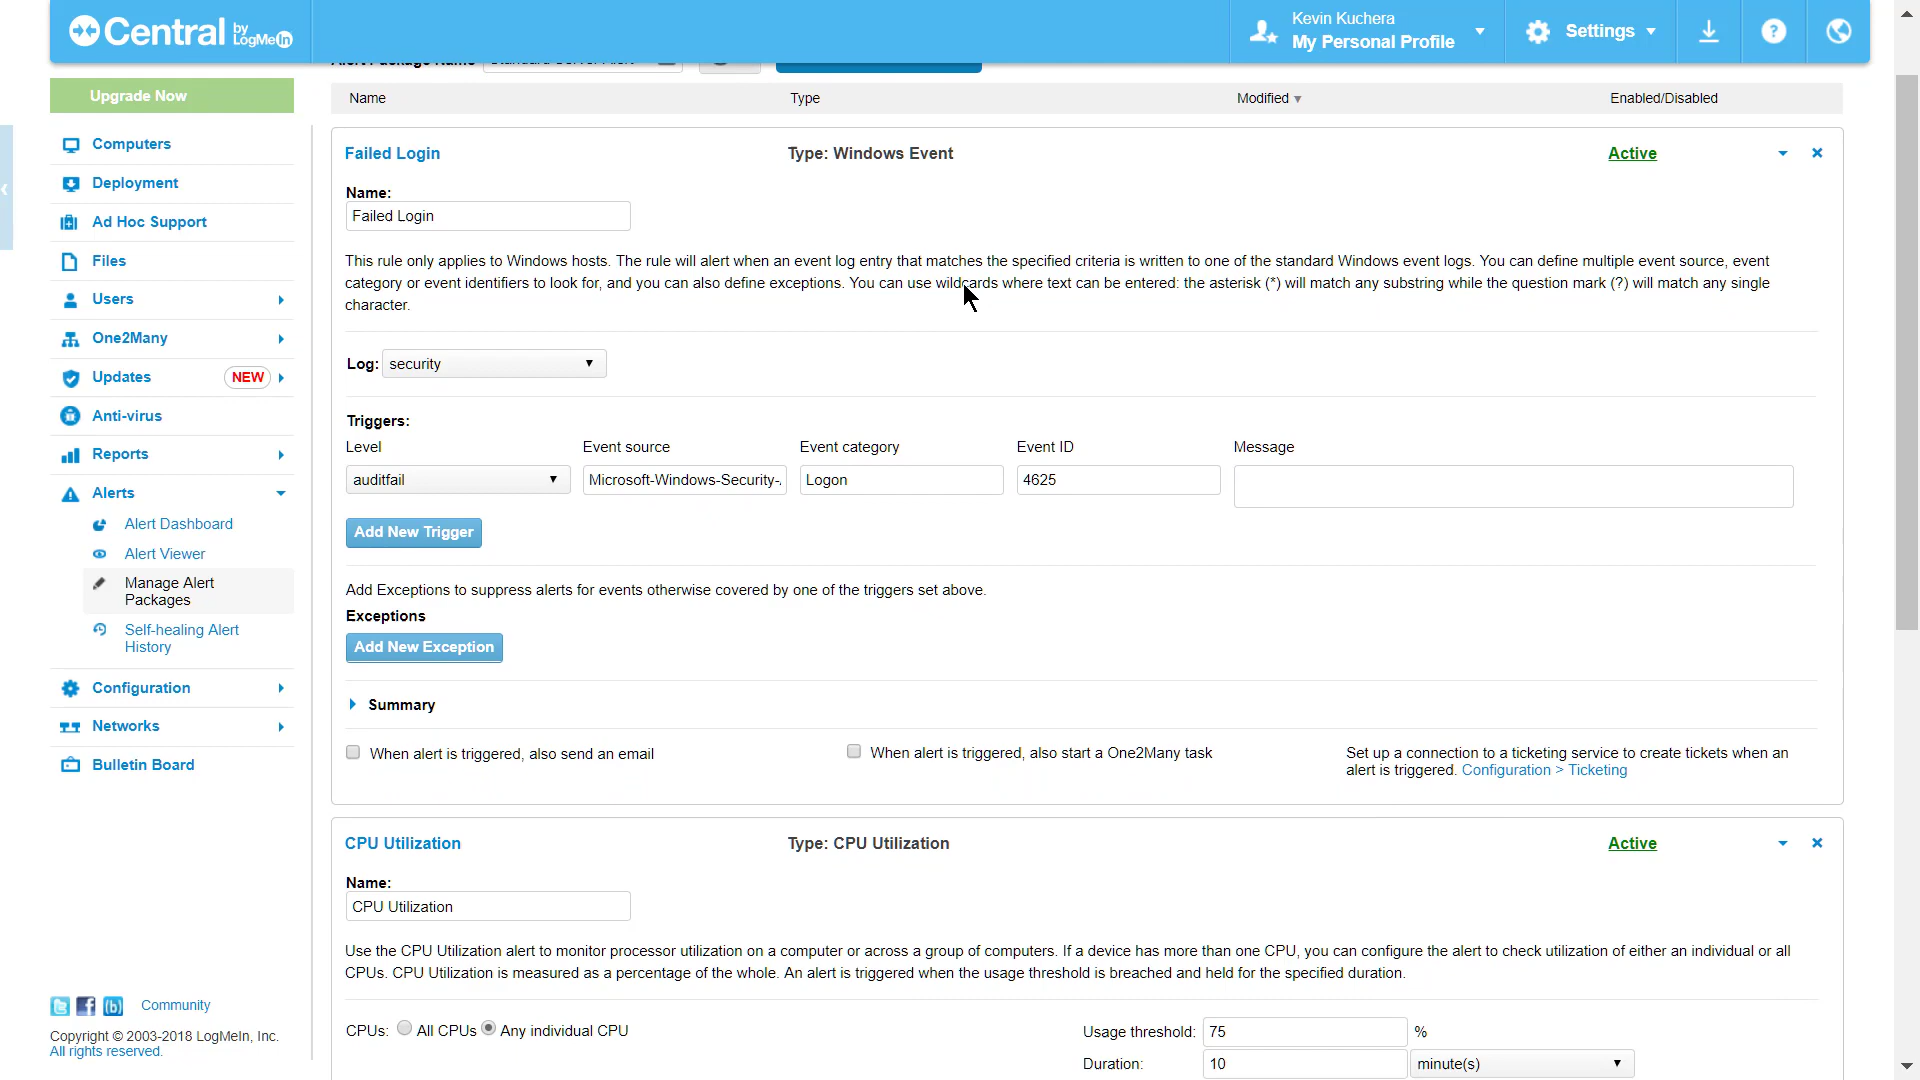 Central by LogMeIn
Kevin Kuchera
My Personal Profile
Settings
Alert Package Name
Upgrade Now
Name Type Modified Enabled/Disabled
Computers
Deployment
Ad Hoc Support
Files
Users
One2Many
Updates NEW
Anti-virus
Reports
Alerts
Alert Dashboard
Alert Viewer
Manage Alert
Packages
Self-healing Alert
History
Configuration
Networks
Bulletin Board
Community
Copyright © 2003-2018 LogMeIn, Inc.
All rights reserved.
Failed Login Type: Windows Event Active
Name:
Failed Login
This rule only applies to Windows hosts. The rule will alert when an event log entry that matches the specified criteria is written to one of the standard Windows event logs. You can define multiple event source, event
category or event identifiers to look for, and you can also define exceptions. You can use wildcards where text can be entered: the asterisk (*) will match any substring while the question mark (?) will match any single
character.
Log: security
Triggers:
Level Event source Event category Event ID Message
auditfail Microsoft-Windows-Security- Logon 4625
Add New Trigger
Add Exceptions to suppress alerts for events otherwise covered by one of the triggers set above.
Exceptions
Add New Exception
Summary
When alert is triggered, also send an email When alert is triggered, also start a One2Many task Set up a connection to a ticketing service to create tickets when an
alert is triggered. Configuration > Ticketing
CPU Utilization Type: CPU Utilization Active
Name:
CPU Utilization
Use the CPU Utilization alert to monitor processor utilization on a computer or across a group of computers. If a device has more than one CPU, you can configure the alert to check utilization of either an individual or all
CPUs. CPU Utilization is measured as a percentage of the whole. An alert is triggered when the usage threshold is breached and held for the specified duration.
CPUs: All CPUs Any individual CPU Usage threshold: 75 %
Duration: 10 minute(s)